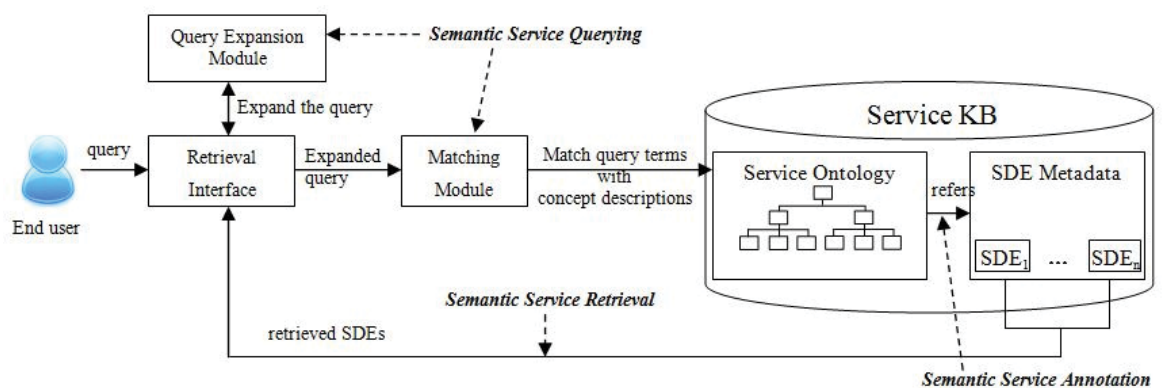 Query Expansion
Module
Semantic Service Querying
Expand the query
Service KB
query
Retrieval
Interface
Expanded
query
Matching
Module
Match query terms
with
concept descriptions
Service Ontology
refers
SDE Metadata
SDE1
...
SDEn
End user
Semantic Service Retrieval
retrieved SDEs
Semantic Service Annotation